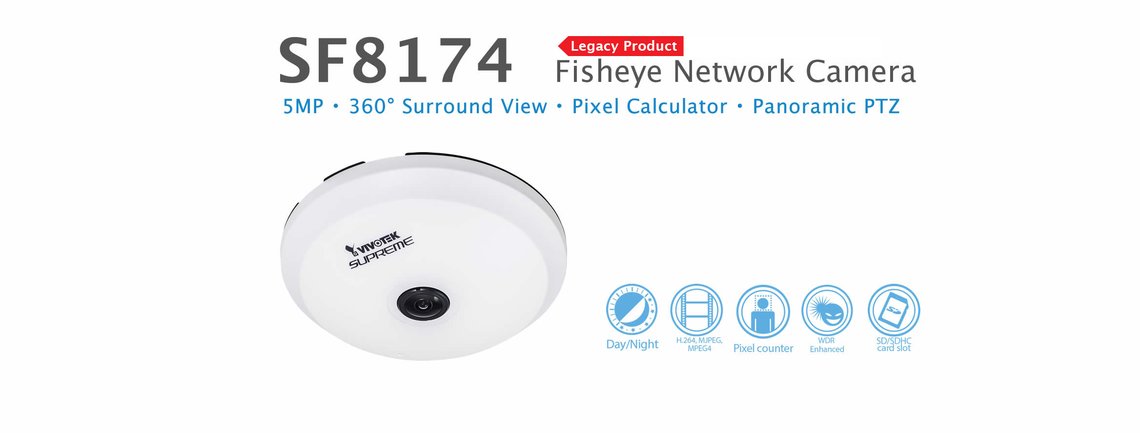 SF8174
Legacy Product
Fisheye Network Camera
5MP • 360° Surround View • Pixel Calculator • Panoramic PTZ
VIVOTEK
SUPREME
Day/Night
H.264, MJPEG,
MPEG4
Pixel counter
WDR
Enhanced
SD
SD/SDHC
card slot